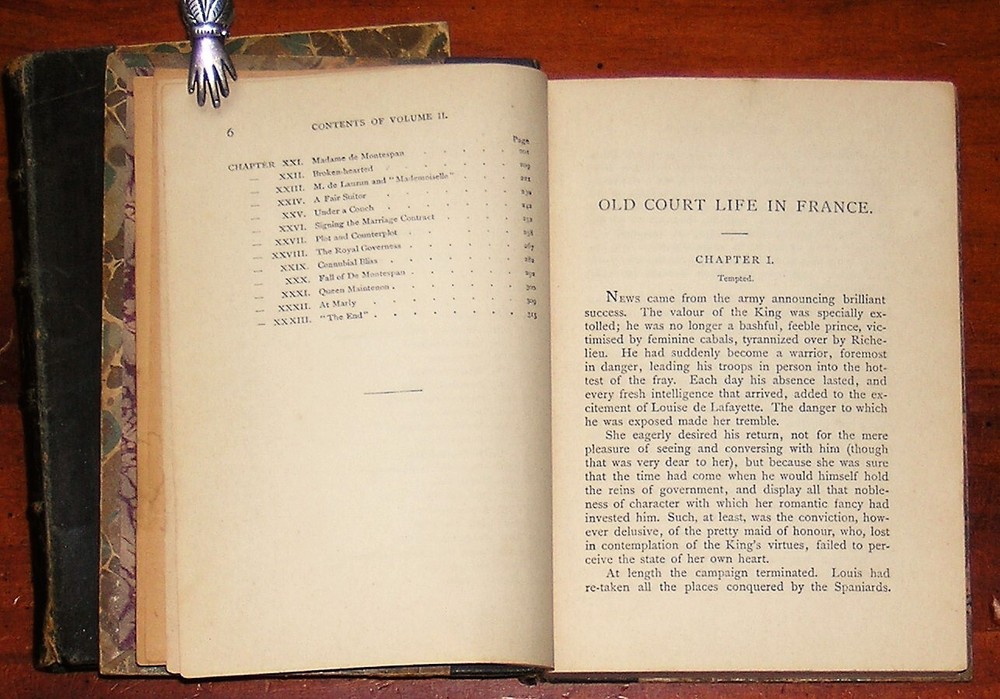 6
CONTENTS OF VOLUME II.
Page
CHAPTER XXI. Madame de Montespan
— XXII. Broken-hearted 209
— XXIII. M. de Lauzun and "Mademoiselle" 221
— XXIV. A Fair Suitor 232
— XXV. Under a Couch 242
— XXVI. Signing the Marriage Contract 252
— XXVII. Plot and Counterplot 258
— XXVIII. The Royal Governess 267
— XXIX. Connubial Bliss 282
— XXX. Fall of De Montespan 292
— XXXI. Queen Maintenon 305
— XXXII. At Marly 309
— XXXIII. "The End" 315
OLD COURT LIFE IN FRANCE.
CHAPTER I.
Tempted.
NEWS came from the army announcing brilliant
success. The valour of the King was specially ex-
tolled; he was no longer a bashful, feeble prince, vic-
timised by feminine cabals, tyrannized over by Riche-
lieu. He had suddenly become a warrior, foremost
in danger, leading his troops in person into the hot-
test of the fray. Each day his absence lasted, and
every fresh intelligence that arrived, added to the ex-
citement of Louise de Lafayette. The danger to which
he was exposed made her tremble.
She eagerly desired his return, not for the mere
pleasure of seeing and conversing with him (though
that was very dear to her), but because she was sure
that the time had come when he would himself hold
the reins of government, and display all that noble-
ness of character with which her romantic fancy had
invested him. Such, at least, was the conviction, how-
ever delusive, of the pretty maid of honour, who, lost
in contemplation of the King's virtues, failed to per-
ceive the state of her own heart.
At length the campaign terminated. Louis had
re-taken all the places conquered by the Spaniards.